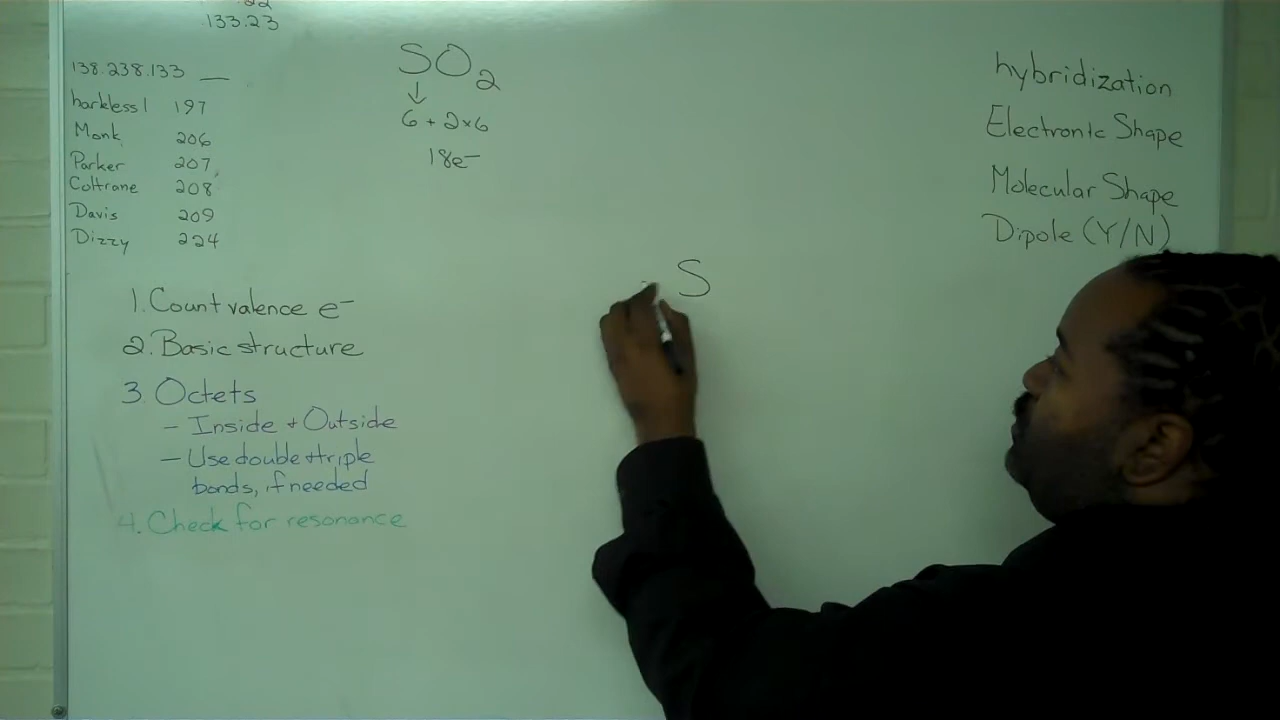 133.23
138.238.133 __
harkless1 197
Monk 206
Parker 207
Coltrane 208
Davis 209
Dizzy 224
SO₂
↓
6 + 2×6
18e⁻
1. Count valence e⁻
2. Basic structure
3. Octets
- Inside + Outside
- Use double + triple
bonds, if needed
4. Check for resonance
S
hybridization
Electronic Shape
Molecular Shape
Dipole (Y/N)